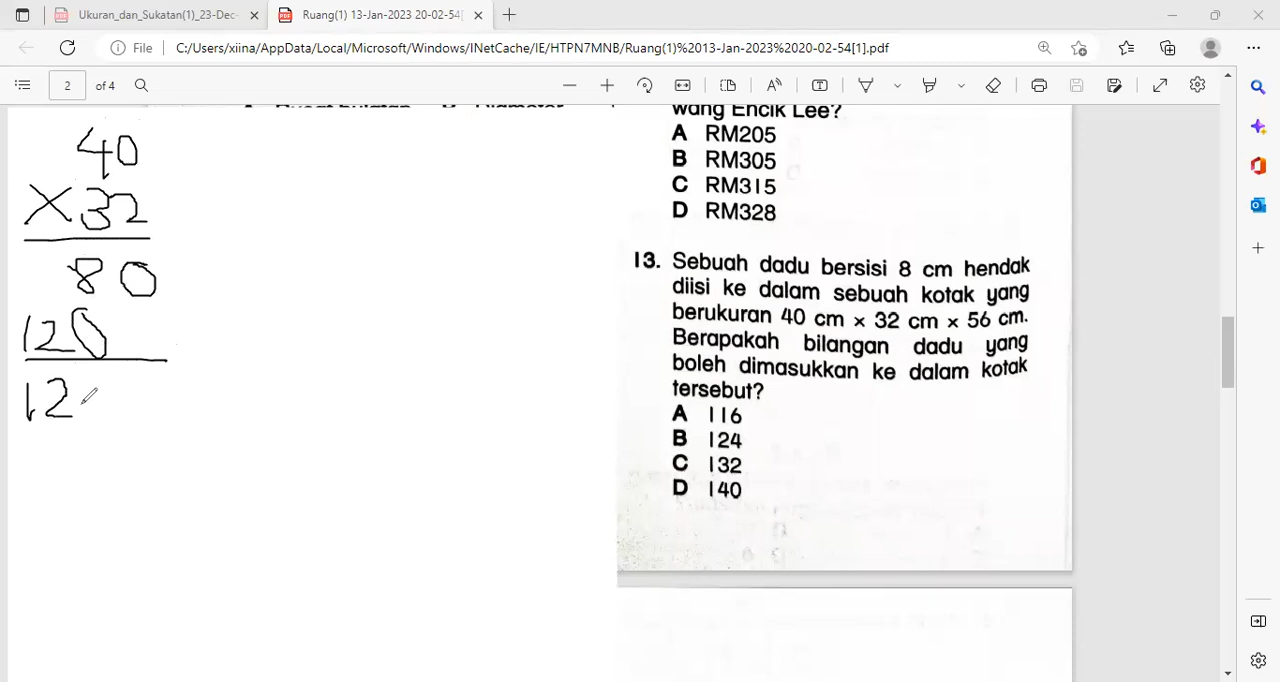 Ukuran_dan_Sukatan(1)_23-Dec-
Ruang(1) 13-Jan-2023 20-02-54[
File
C:/Users/xiina/AppData/Local/Microsoft/Windows/INetCache/IE/HTPN7MNB/Ruang(1)%2013-Jan-2023%2020-02-54[1].pdf
2 of 4
40
×32
80
120
12
wang Encik Lee?
A RM205
B RM305
C RM315
D RM328
13. Sebuah dadu bersisi 8 cm hendak
diisi ke dalam sebuah kotak yang
berukuran 40 cm × 32 cm × 56 cm.
Berapakah bilangan dadu yang
boleh dimasukkan ke dalam kotak
tersebut?
A 116
B 124
C 132
D 140